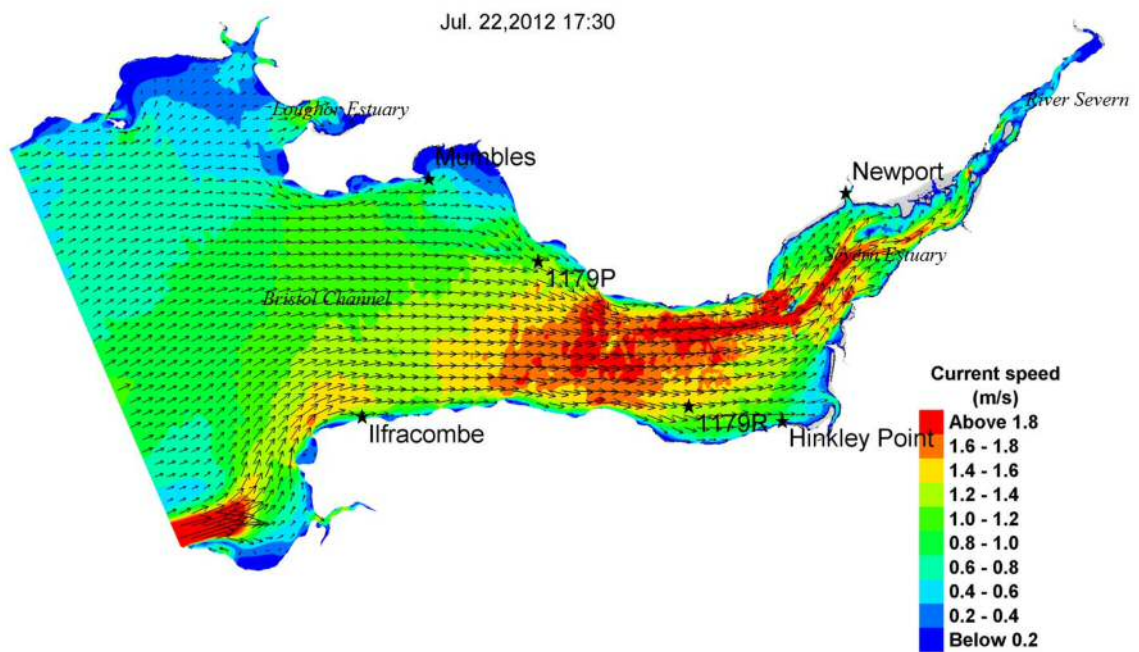 Jul. 22,2012 17:30
Loughor Estuary
River Severn
Mumbles
Newport
Severn Estuary
1179P
Bristol Channel
Current speed
(m/s)
Above 1.8
1.6 - 1.8
1.4 - 1.6
1.2 - 1.4
1.0 - 1.2
0.8 - 1.0
0.6 - 0.8
0.4 - 0.6
0.2 - 0.4
Below 0.2
1179R
Ilfracombe
Hinkley Point